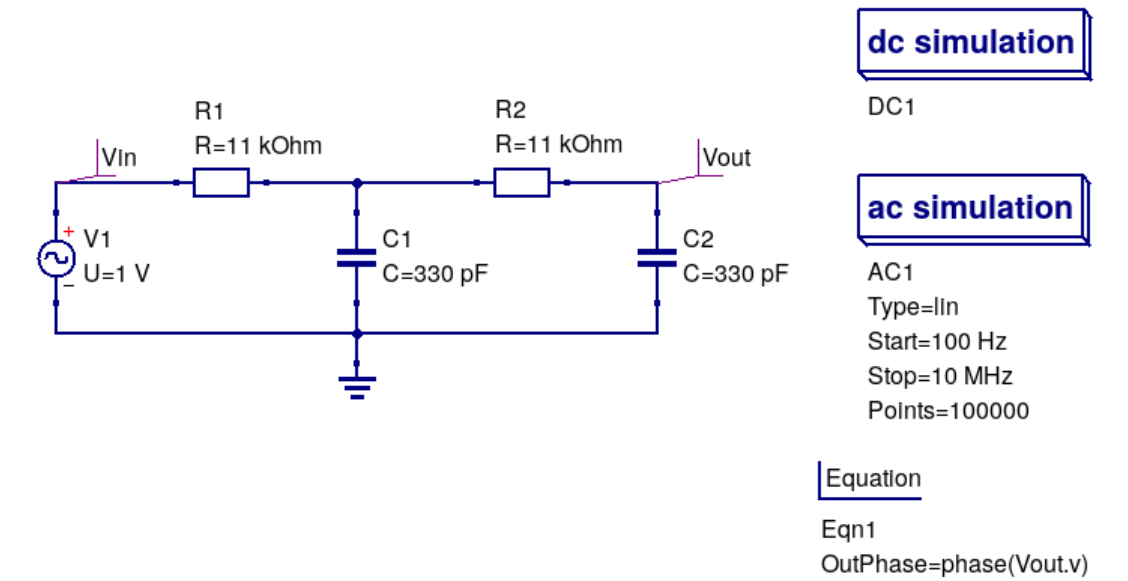 dc simulation
DC1
R1
R=11 kOhm
R2
R=11 kOhm
Vin
Vout
ac simulation
+
V1
U=1 V
−
C1
C=330 pF
C2
C=330 pF
AC1
Type=lin
Start=100 Hz
Stop=10 MHz
Points=100000
Equation
Eqn1
OutPhase=phase(Vout.v)